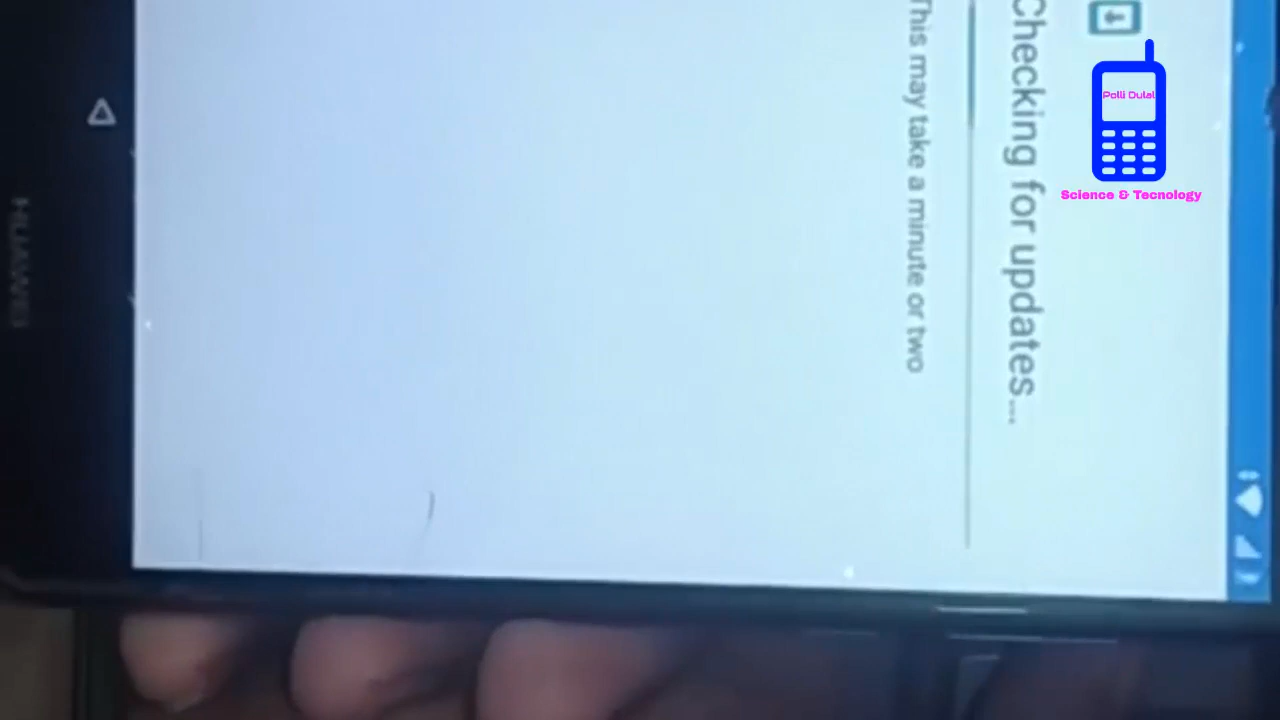 Checking for updates...
This may take a minute or two
HUAWEI
Polli Dulal
Science & Tecnology